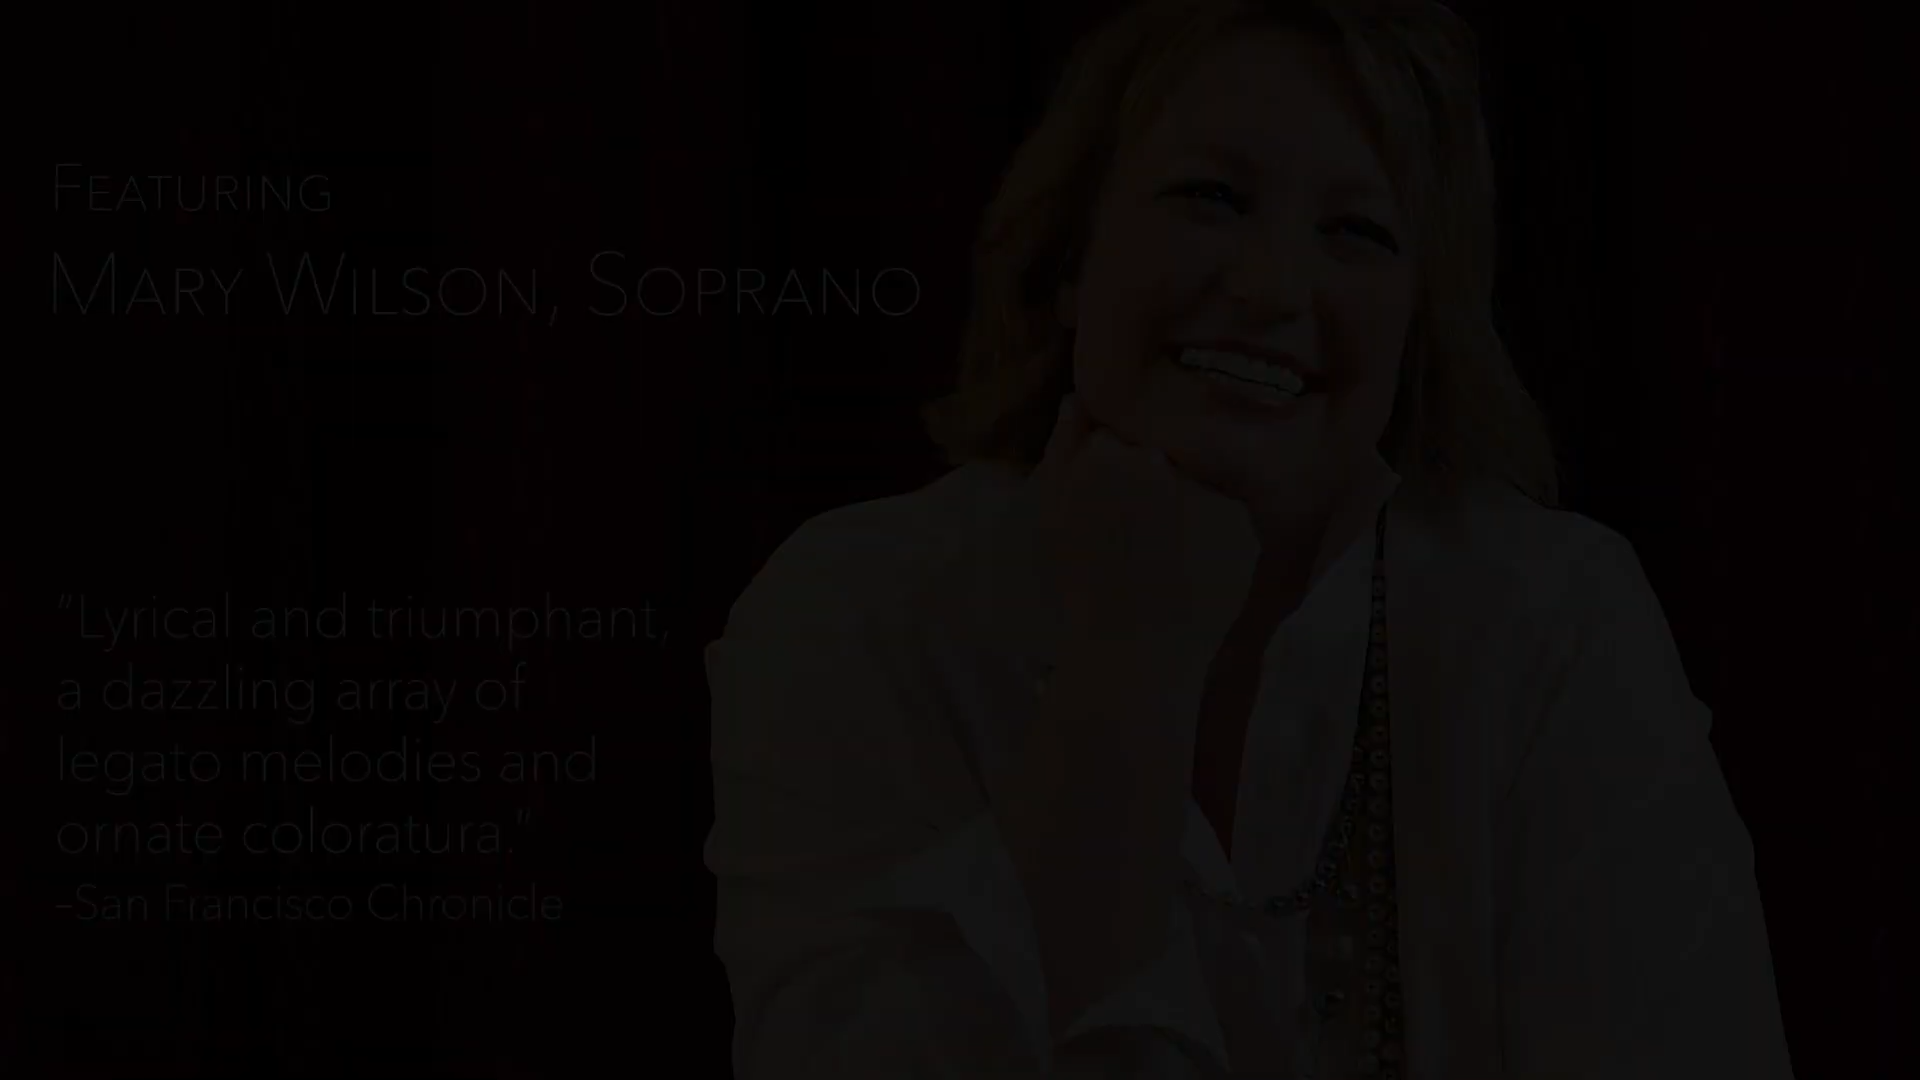 FEATURING
MARY WILSON, SOPRANO
"Lyrical and triumphant,
a dazzling array of
legato melodies and
ornate coloratura."
–San Francisco Chronicle